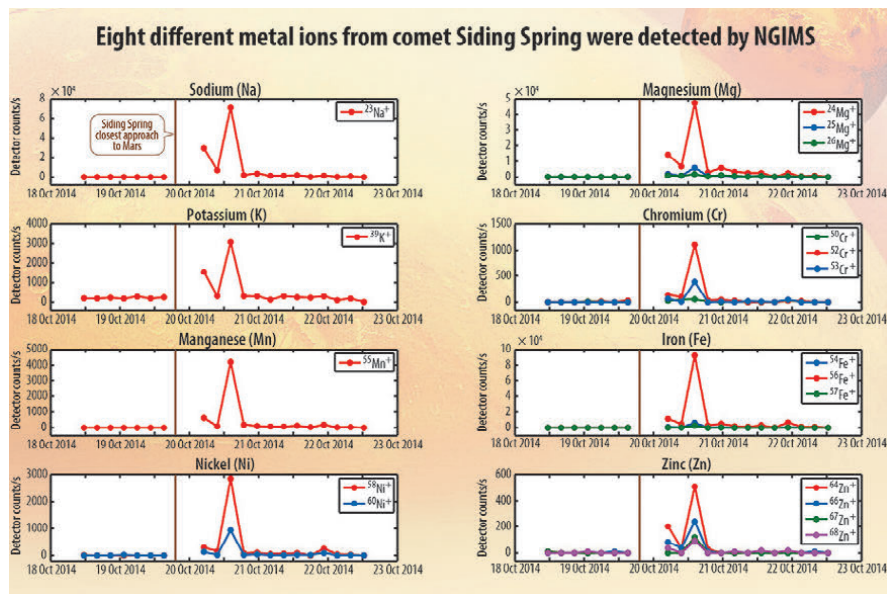 Eight different metal ions from comet Siding Spring were detected by NGIMS
Sodium (Na)
× 10⁴
Detector counts/s
8
6
4
2
0
Siding Spring
closest approach
to Mars
²³Na⁺
18 Oct 2014 19 Oct 2014 20 Oct 2014 21 Oct 2014 22 Oct 2014 23 Oct 2014
Magnesium (Mg)
× 10⁴
Detector counts/s
5
4
3
2
1
0
²⁴Mg⁺
²⁵Mg⁺
²⁶Mg⁺
18 Oct 2014 19 Oct 2014 20 Oct 2014 21 Oct 2014 22 Oct 2014 23 Oct 2014
Potassium (K)
Detector counts/s
4000
3000
2000
1000
0
³⁹K⁺
18 Oct 2014 19 Oct 2014 20 Oct 2014 21 Oct 2014 22 Oct 2014 23 Oct 2014
Chromium (Cr)
Detector counts/s
1500
1000
500
0
⁵⁰Cr⁺
⁵²Cr⁺
⁵³Cr⁺
18 Oct 2014 19 Oct 2014 20 Oct 2014 21 Oct 2014 22 Oct 2014 23 Oct 2014
Manganese (Mn)
Detector counts/s
5000
4000
3000
2000
1000
0
⁵⁵Mn⁺
18 Oct 2014 19 Oct 2014 20 Oct 2014 21 Oct 2014 22 Oct 2014 23 Oct 2014
Iron (Fe)
× 10⁴
Detector counts/s
10
8
6
4
2
0
⁵⁴Fe⁺
⁵⁶Fe⁺
⁵⁷Fe⁺
18 Oct 2014 19 Oct 2014 20 Oct 2014 21 Oct 2014 22 Oct 2014 23 Oct 2014
Nickel (Ni)
Detector counts/s
3000
2000
1000
0
⁵⁸Ni⁺
⁶⁰Ni⁺
18 Oct 2014 19 Oct 2014 20 Oct 2014 21 Oct 2014 22 Oct 2014 23 Oct 2014
Zinc (Zn)
Detector counts/s
600
400
200
0
⁶⁴Zn⁺
⁶⁶Zn⁺
⁶⁷Zn⁺
⁶⁸Zn⁺
18 Oct 2014 19 Oct 2014 20 Oct 2014 21 Oct 2014 22 Oct 2014 23 Oct 2014